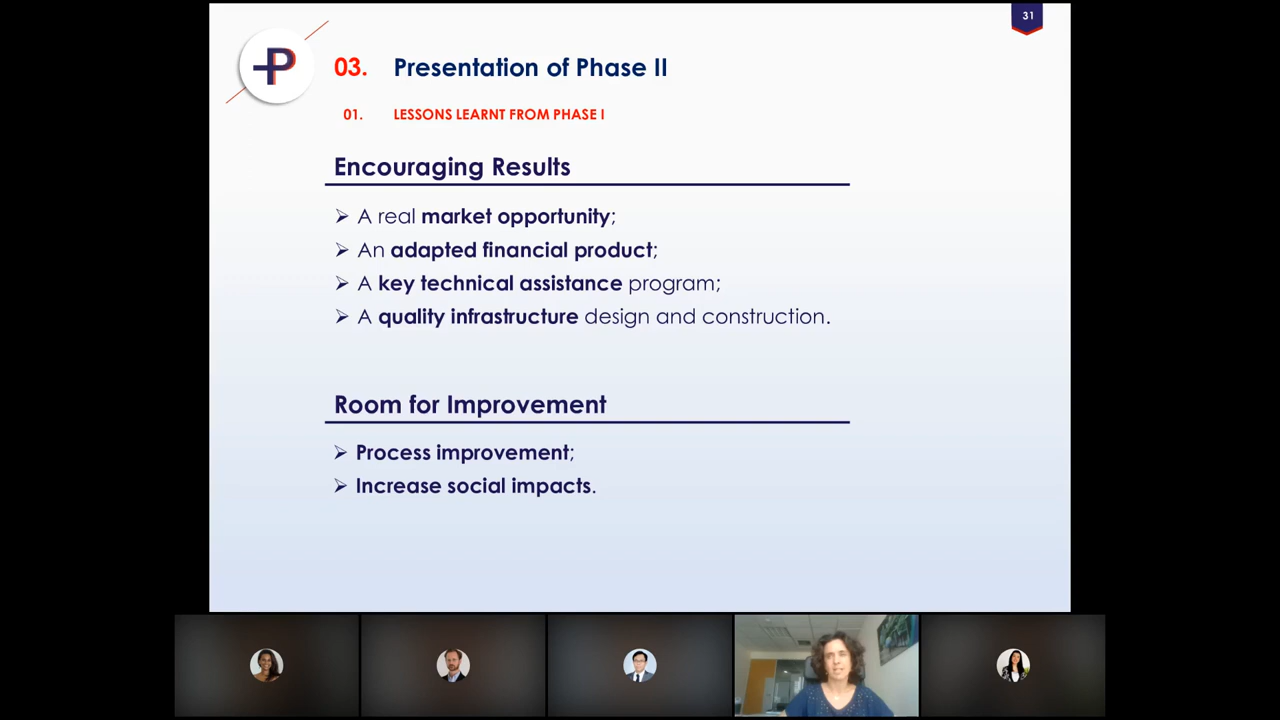 31
P
03. Presentation of Phase II
01. LESSONS LEARNT FROM PHASE I
Encouraging Results
➢ A real market opportunity;
➢ An adapted financial product;
➢ A key technical assistance program;
➢ A quality infrastructure design and construction.
Room for Improvement
➢ Process improvement;
➢ Increase social impacts.